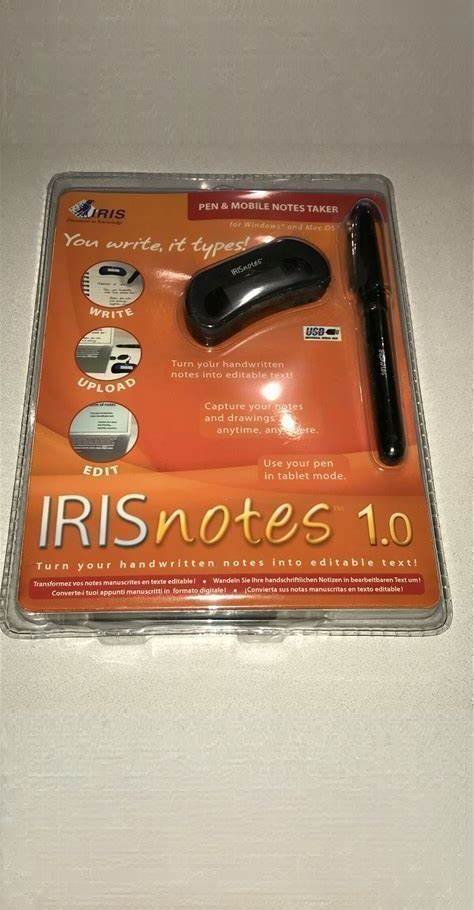 IRIS
PEN & MOBILE NOTES TAKER
for Windows® and Mac OS®
You write, it types!
IRISnotes
WRITE
USB
UPLOAD
Turn your handwritten
notes into editable text!
Capture your notes
and drawings
anytime, anywhere.
EDIT
Use your pen
in tablet mode.
IRISnotes™ 1.0
Turn your handwritten notes into editable text!
Transformez vos notes manuscrites en texte editable! • Wandeln Sie Ihre handschriftlichen Notizen in bearbeitbaren Text um!
Converte i tuoi appunti manoscritti in formato digitale! • ¡Convierta sus notas manuscritas en texto editable!